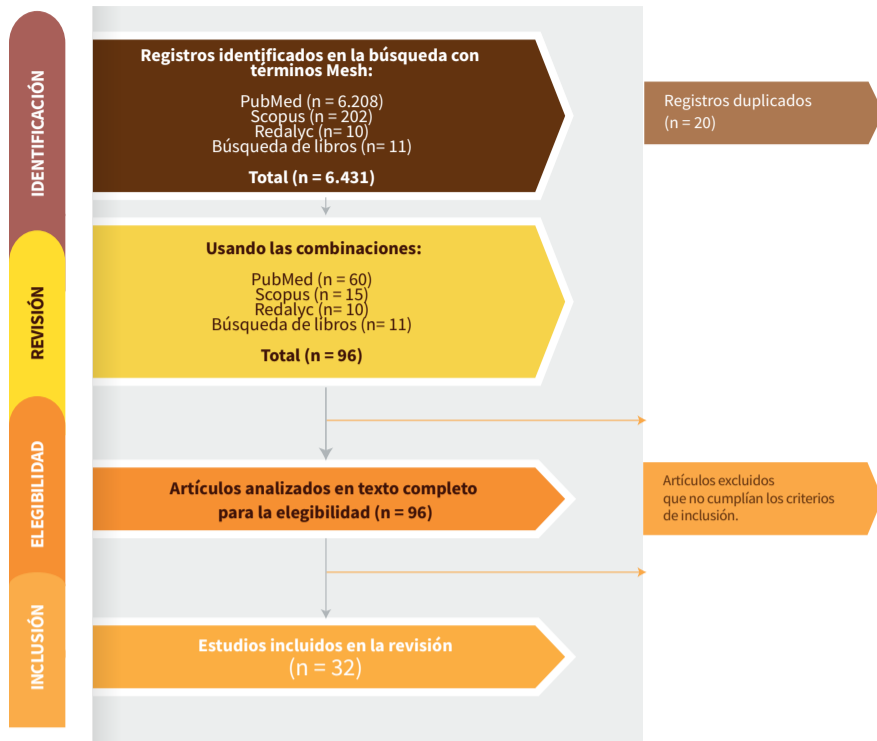 IDENTIFICACIÓN
Registros identificados en la búsqueda con
términos Mesh:
PubMed (n = 6.208)
Scopus (n = 202)
Redalyc (n= 10)
Búsqueda de libros (n= 11)
Total (n = 6.431)
Registros duplicados
(n = 20)
REVISIÓN
Usando las combinaciones:
PubMed (n = 60)
Scopus (n = 15)
Redalyc (n= 10)
Búsqueda de libros (n= 11)
Total (n = 96)
ELEGIBILIDAD
Artículos analizados en texto completo
para la elegibilidad (n = 96)
Artículos excluidos
que no cumplían los criterios
de inclusión.
INCLUSIÓN
Estudios incluidos en la revisión
(n = 32)